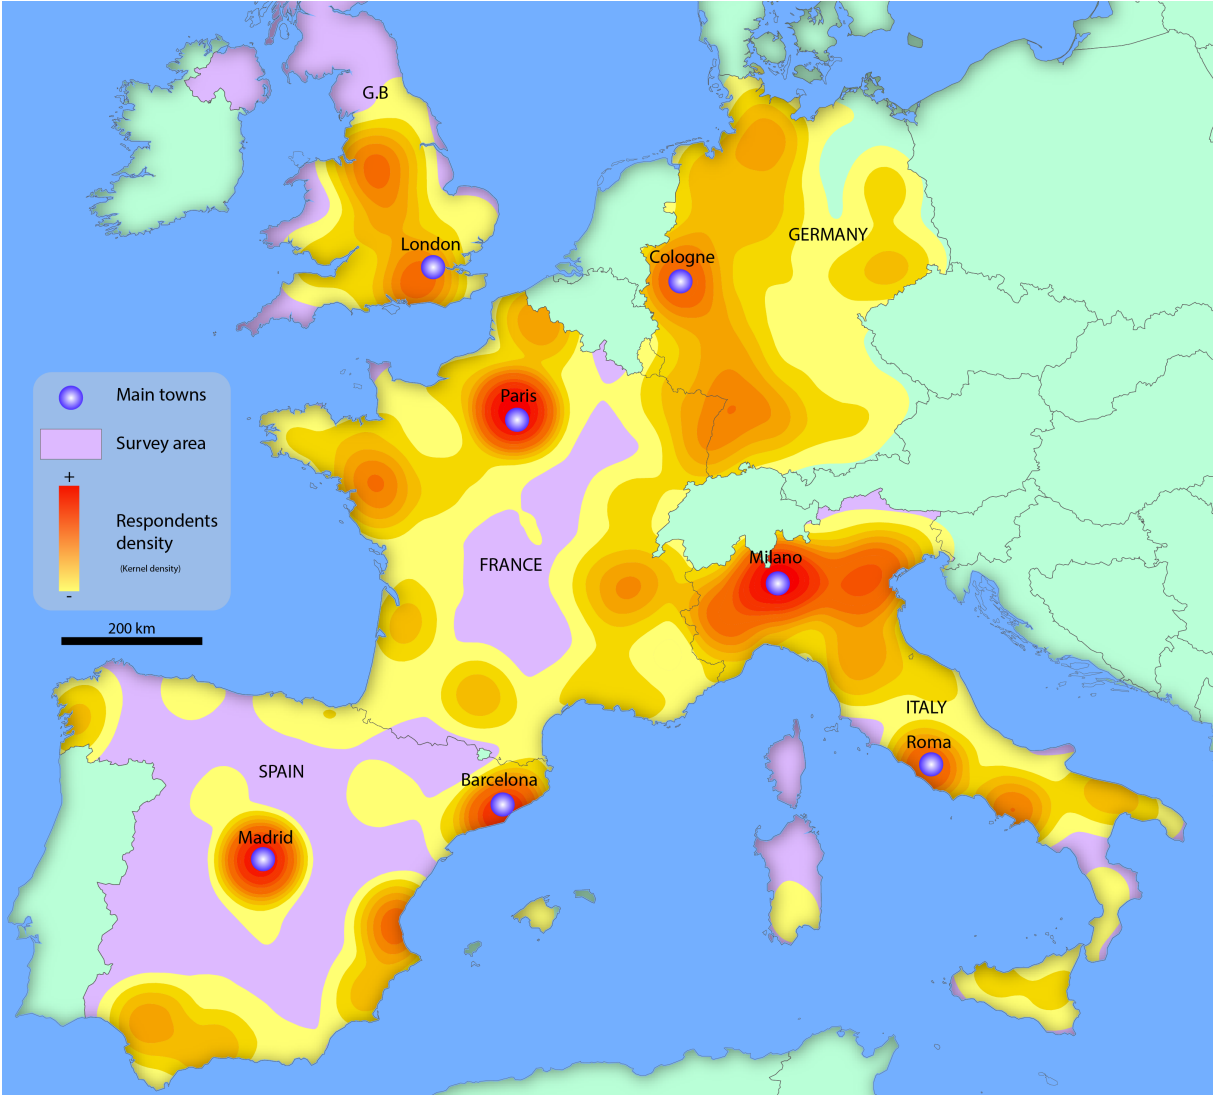 G.B
London
GERMANY
Cologne
Main towns
Paris
Survey area
+
Respondents
density
(Kernel density)
-
FRANCE
Milano
200 km
ITALY
Roma
SPAIN
Barcelona
Madrid